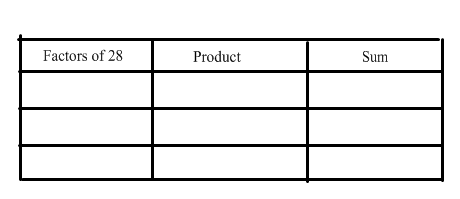 Factors of 28 Product Sum